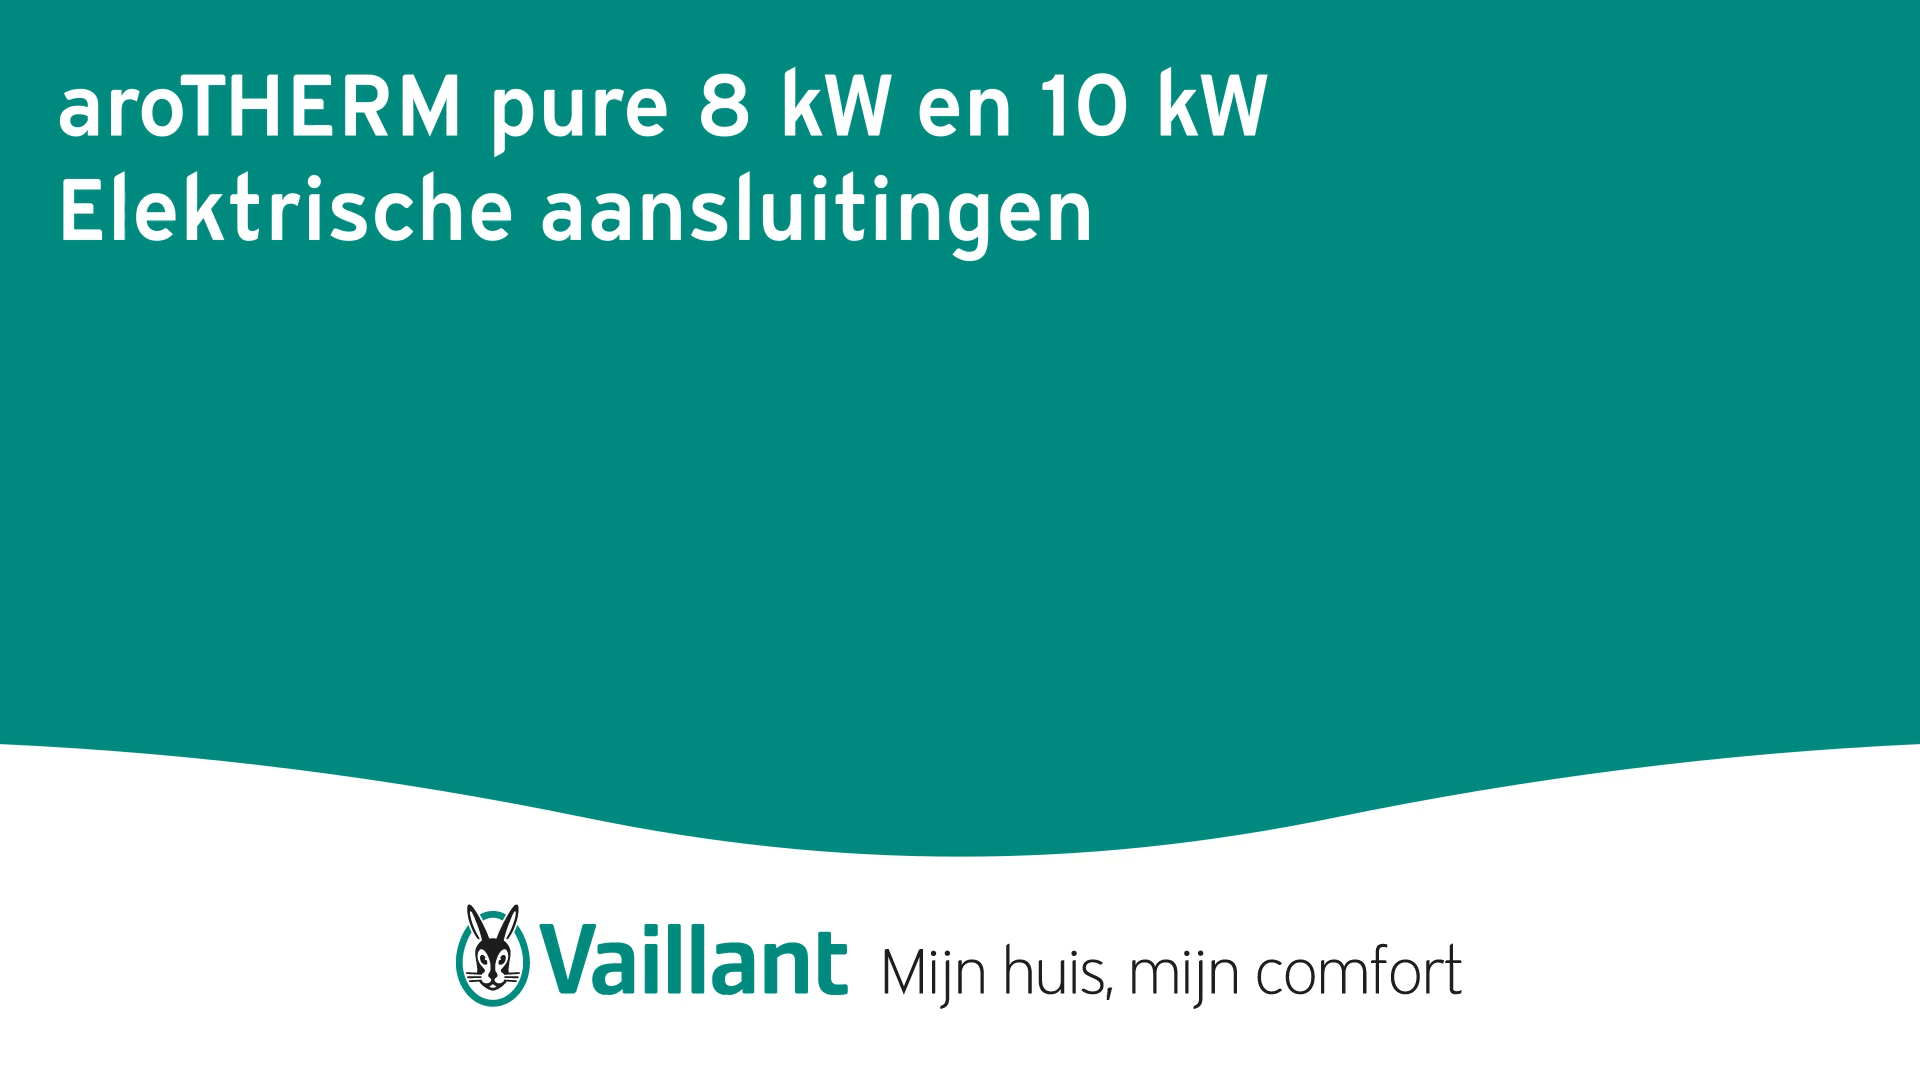 aroTHERM pure 8 kW en 10 kW
Elektrische aansluitingen
Vaillant Mijn huis, mijn comfort